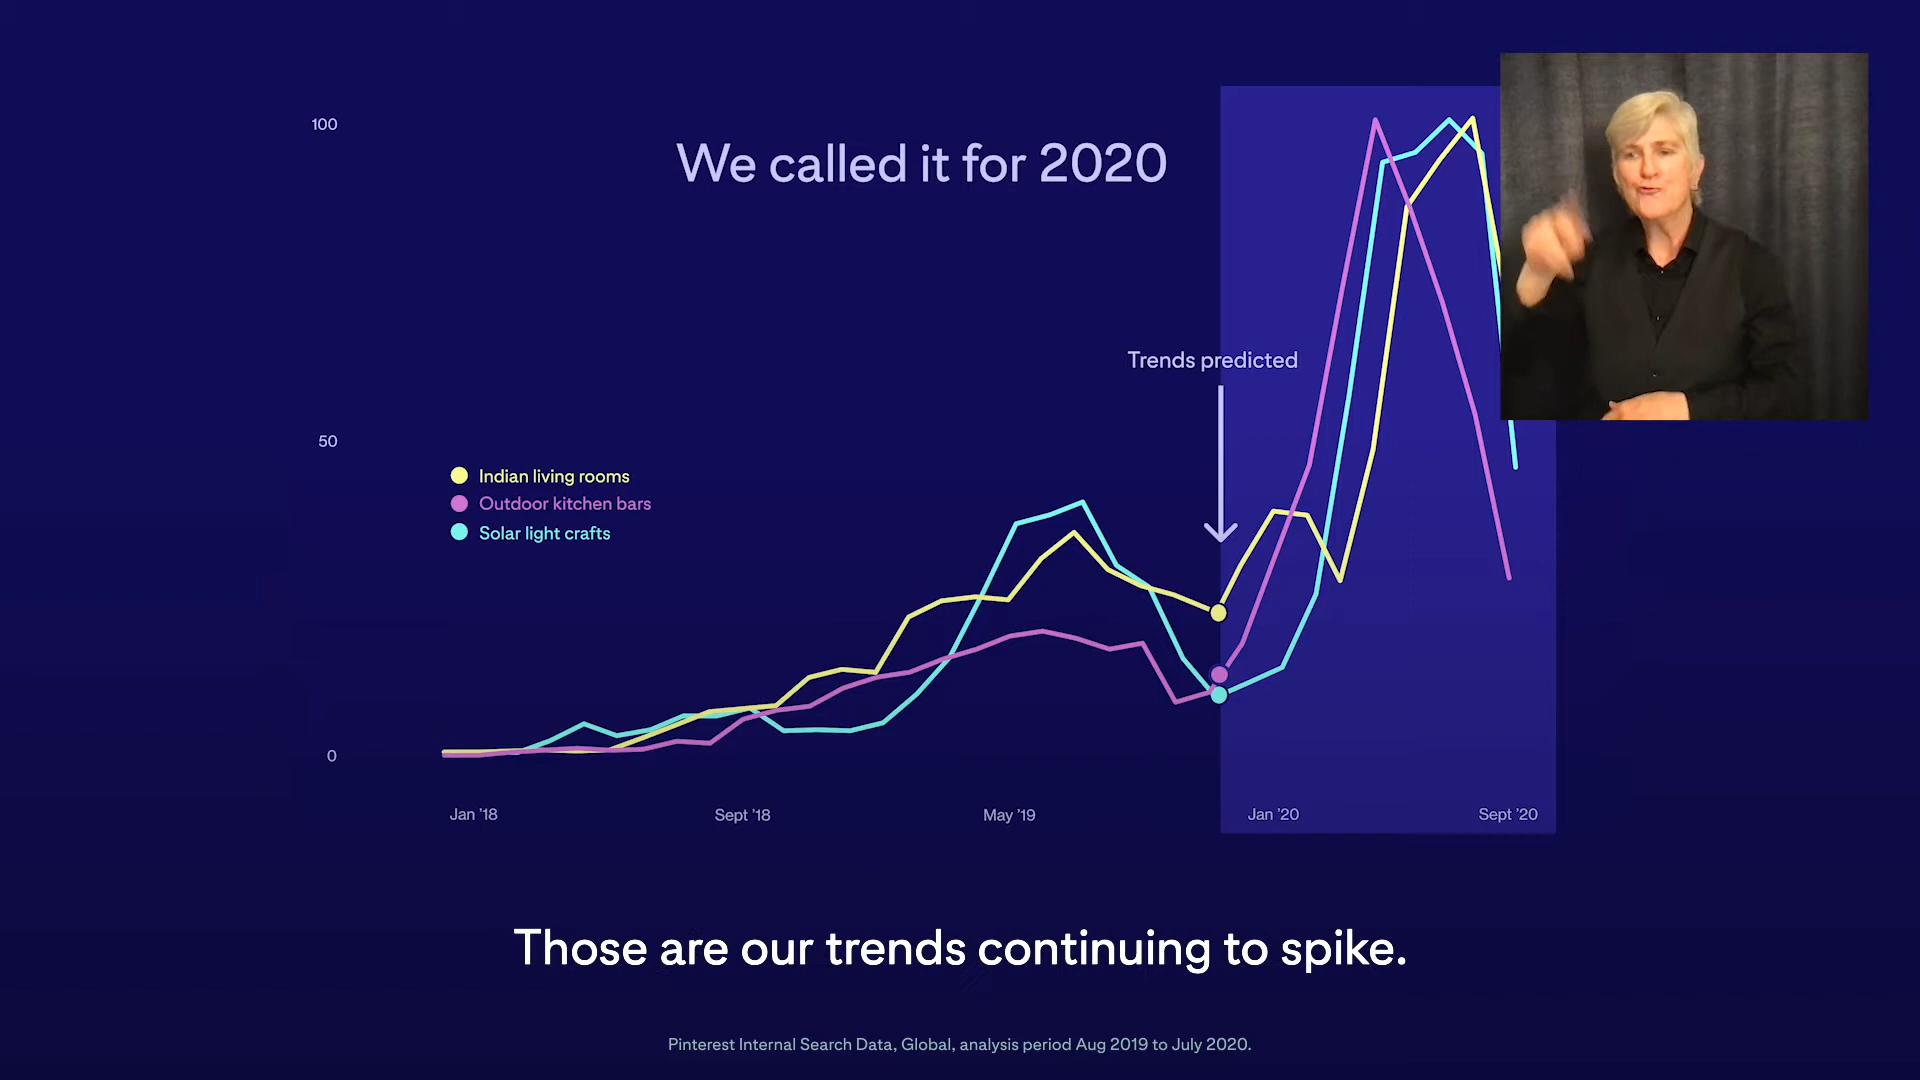 100
We called it for 2020
Trends predicted
50
Indian living rooms
Outdoor kitchen bars
Solar light crafts
0
Jan ’18
Sept ’18
May ’19
Jan ’20
Sept ’20
Those are our trends continuing to spike.
Pinterest Internal Search Data, Global, analysis period Aug 2019 to July 2020.